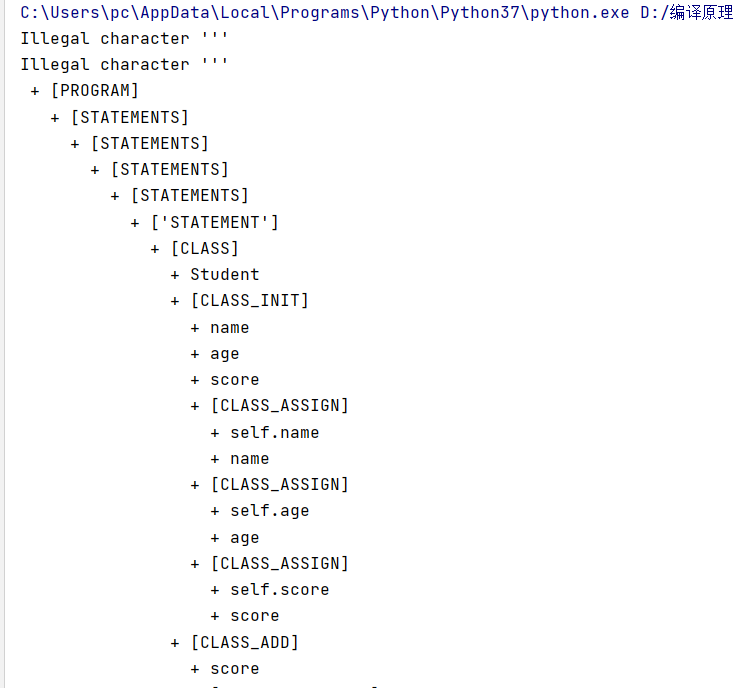 C:\Users\pc\AppData\Local\Programs\Python\Python37\python.exe D:/编译原理
Illegal character '''
Illegal character '''
+ [PROGRAM]
+ [STATEMENTS]
+ [STATEMENTS]
+ [STATEMENTS]
+ [STATEMENTS]
+ ['STATEMENT']
+ [CLASS]
+ Student
+ [CLASS_INIT]
+ name
+ age
+ score
+ [CLASS_ASSIGN]
+ self.name
+ name
+ [CLASS_ASSIGN]
+ self.age
+ age
+ [CLASS_ASSIGN]
+ self.score
+ score
+ [CLASS_ADD]
+ score